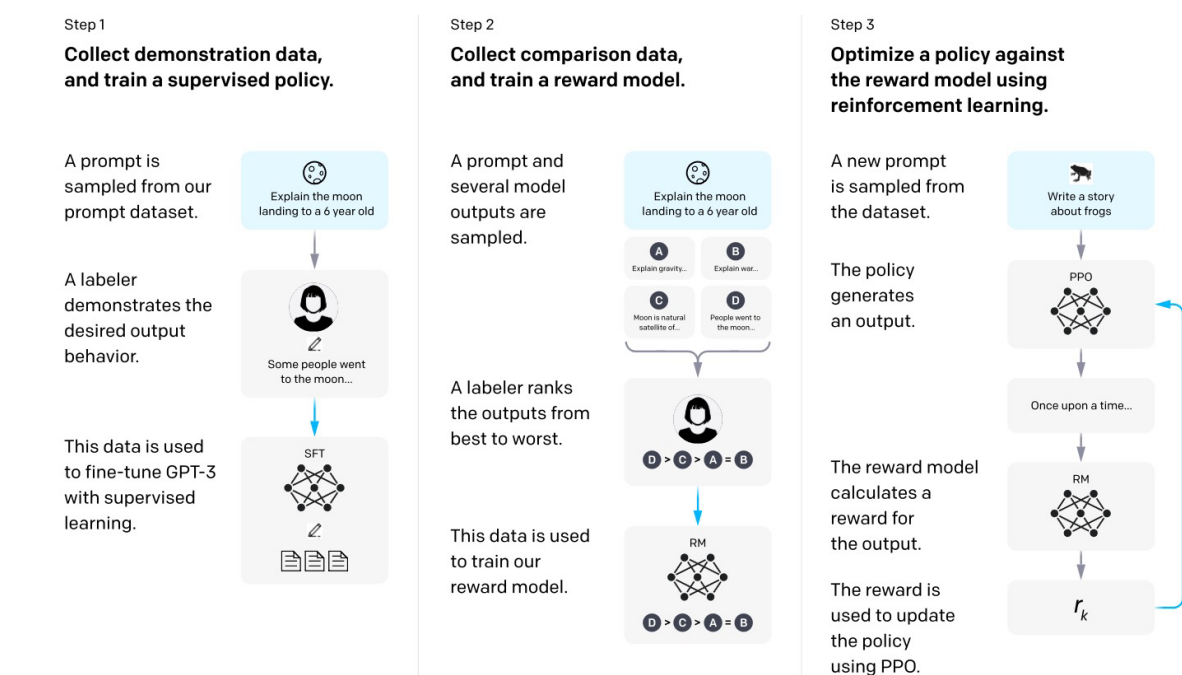 Step 1
Collect demonstration data,
and train a supervised policy.
A prompt is
sampled from our
prompt dataset.
Explain the moon
landing to a 6 year old
A labeler
demonstrates the
desired output
behavior.
Some people went
to the moon...
This data is used
to fine-tune GPT-3
with supervised
learning.
SFT
Step 2
Collect comparison data,
and train a reward model.
A prompt and
several model
outputs are
sampled.
Explain the moon
landing to a 6 year old
A
Explain gravity...
B
Explain war...
C
Moon is natural
satellite of...
D
People went to
the moon...
A labeler ranks
the outputs from
best to worst.
D > C > A = B
This data is used
to train our
reward model.
RM
D > C > A = B
Step 3
Optimize a policy against
the reward model using
reinforcement learning.
A new prompt
is sampled from
the dataset.
Write a story
about frogs
The policy
generates
an output.
PPO
Once upon a time...
The reward model
calculates a
reward for
the output.
RM
The reward is
used to update
the policy
using PPO.
rk